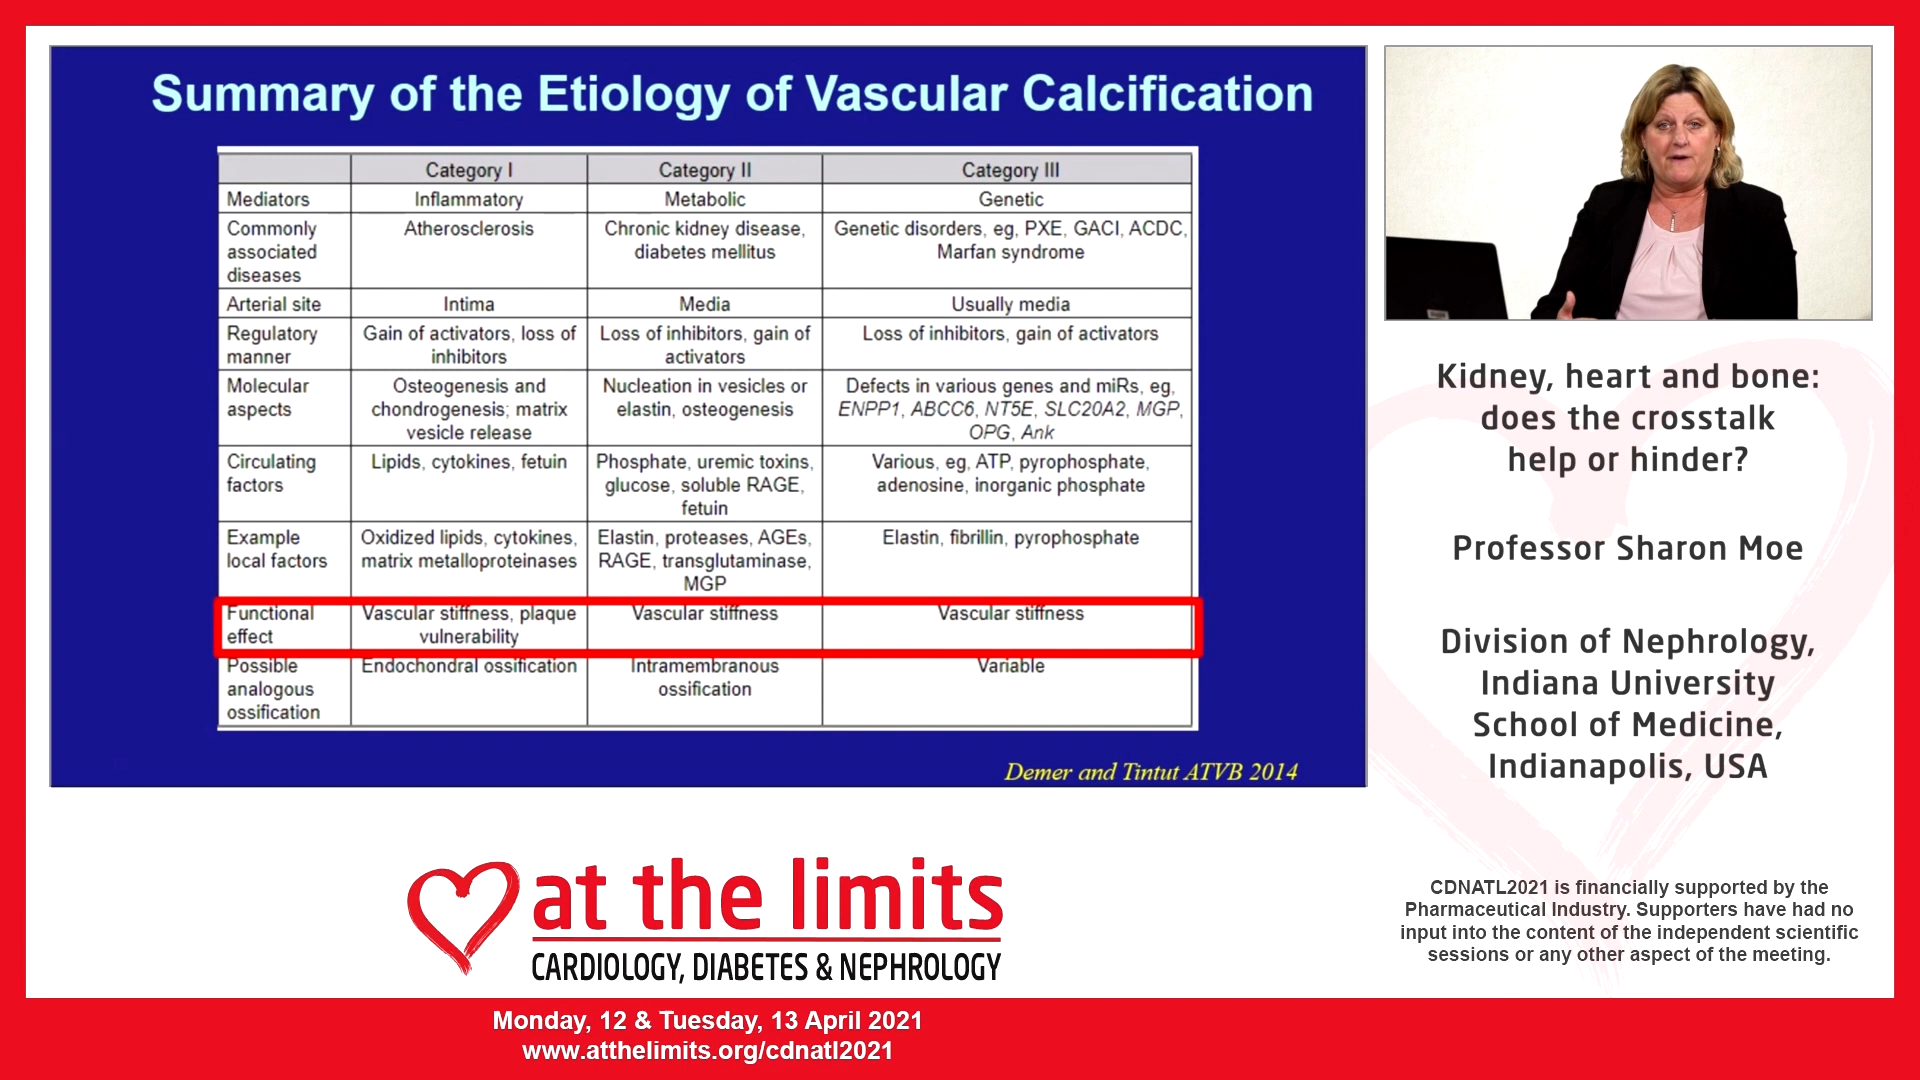 Summary of the Etiology of Vascular Calcification
Category I Category II Category III
Mediators Inflammatory Metabolic Genetic
Commonly
associated
diseases
Atherosclerosis
Chronic kidney disease,
diabetes mellitus
Genetic disorders, eg, PXE, GACI, ACDC,
Marfan syndrome
Arterial site Intima Media Usually media
Regulatory
manner
Gain of activators, loss of
inhibitors
Loss of inhibitors, gain of
activators
Loss of inhibitors, gain of activators
Molecular
aspects
Osteogenesis and
chondrogenesis; matrix
vesicle release
Nucleation in vesicles or
elastin, osteogenesis
Defects in various genes and miRs, eg,
ENPP1, ABCC6, NT5E, SLC20A2, MGP,
OPG, Ank
Circulating
factors
Lipids, cytokines, fetuin
Phosphate, uremic toxins,
glucose, soluble RAGE,
fetuin
Various, eg, ATP, pyrophosphate,
adenosine, inorganic phosphate
Example
local factors
Oxidized lipids, cytokines,
matrix metalloproteinases
Elastin, proteases, AGEs,
RAGE, transglutaminase,
MGP
Elastin, fibrillin, pyrophosphate
Functional
effect
Vascular stiffness, plaque
vulnerability
Vascular stiffness
Vascular stiffness
Possible
analogous
ossification
Endochondral ossification
Intramembranous
ossification
Variable
Demer and Tintut ATVB 2014
Kidney, heart and bone:
does the crosstalk
help or hinder?
Professor Sharon Moe
Division of Nephrology,
Indiana University
School of Medicine,
Indianapolis, USA
at the limits
CARDIOLOGY, DIABETES & NEPHROLOGY
CDNATL2021 is financially supported by the
Pharmaceutical Industry. Supporters have had no
input into the content of the independent scientific
sessions or any other aspect of the meeting.
Monday, 12 & Tuesday, 13 April 2021
www.atthelimits.org/cdnatl2021